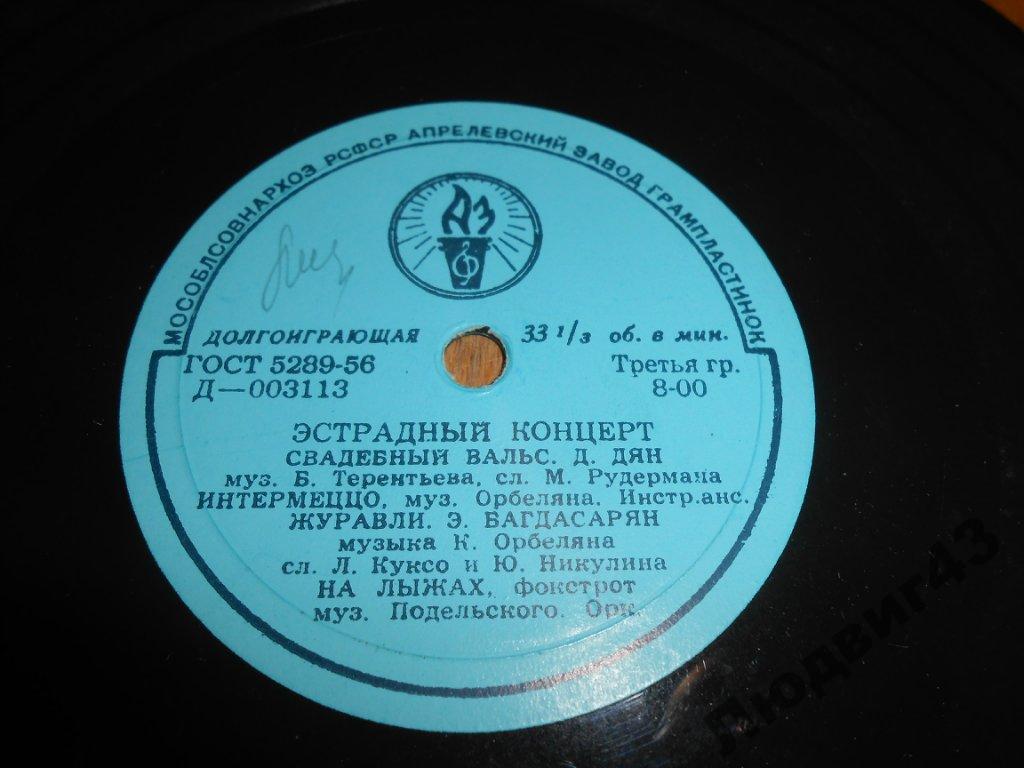 МОСОБЛСОВНАРХОЗ РСФСР АПРЕЛЕВСКИЙ ЗАВОД ГРАМПЛАСТИНОК
АЗ
ДОЛГОИГРАЮЩАЯ 33 1/3 об. в мин.
ГОСТ 5289-56 Третья гр.
Д—003113 8-00
ЭСТРАДНЫЙ КОНЦЕРТ
СВАДЕБНЫЙ ВАЛЬС. Д. ДЯН
муз. Б. Терентьева, сл. М. Рудермана
ИНТЕРМЕЦЦО, муз. Орбеляна. Инстр.анс.
ЖУРАВЛИ. Э. БАГДАСАРЯН
музыка К. Орбеляна
сл. Л. Куксо и Ю. Никулина
НА ЛЫЖАХ, фокстрот
муз. Подельского. Орк.
Людвиг43